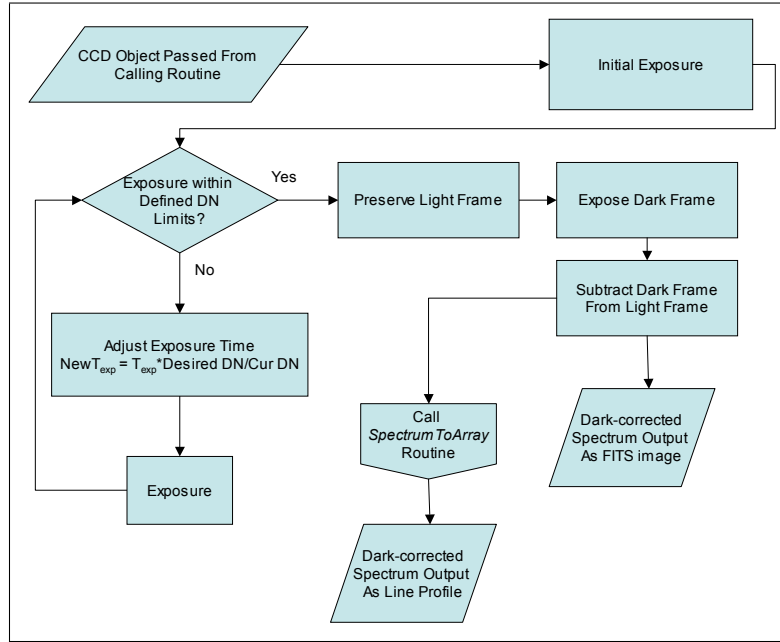 CCD Object Passed From
Calling Routine
Initial Exposure
Exposure within
Defined DN
Limits?
Yes
Preserve Light Frame
Expose Dark Frame
No
Subtract Dark Frame
From Light Frame
Adjust Exposure Time
NewTexp = Texp*Desired DN/Cur DN
Call
SpectrumToArray
Routine
Dark-corrected
Spectrum Output
As FITS image
Exposure
Dark-corrected
Spectrum Output
As Line Profile